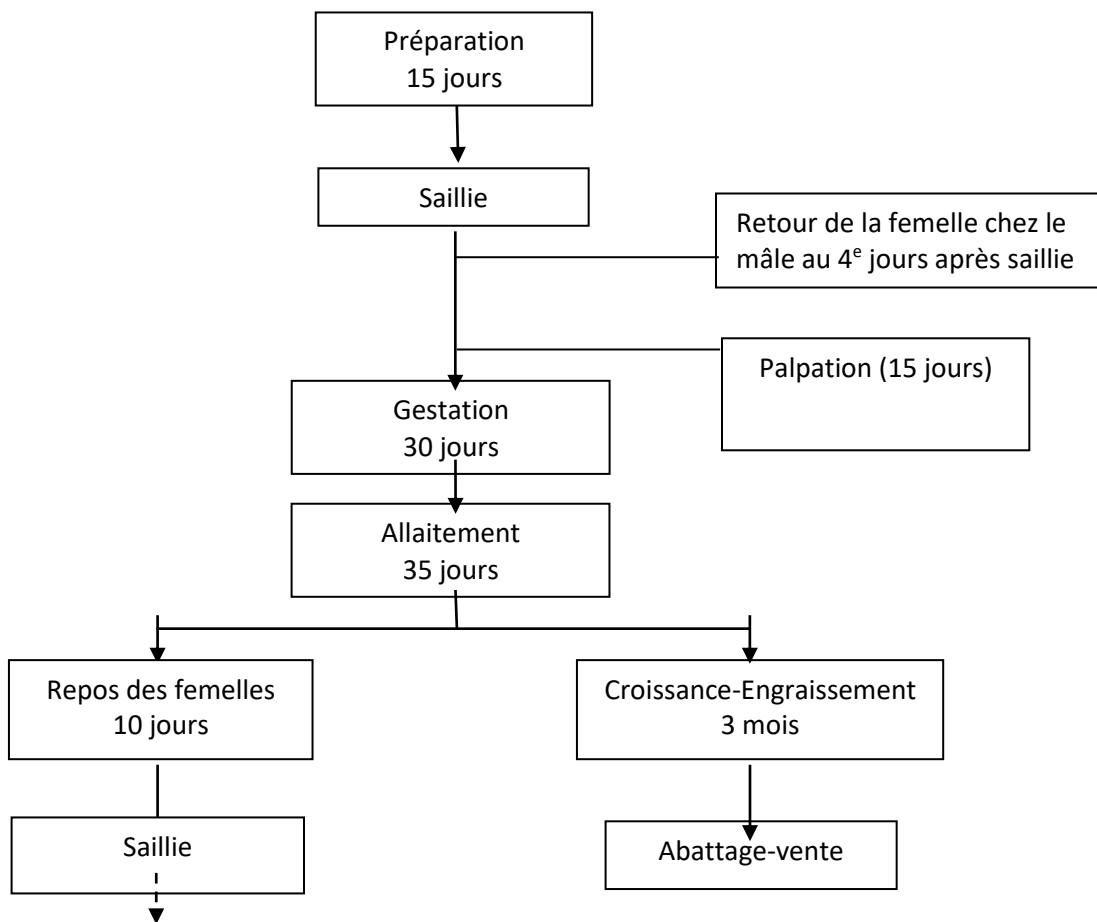 Préparation
15 jours
Saillie
Retour de la femelle chez le
mâle au 4e jours après saillie
Palpation (15 jours)
Gestation
30 jours
Allaitement
35 jours
Repos des femelles
10 jours
Croissance-Engraissement
3 mois
Saillie
Abattage-vente